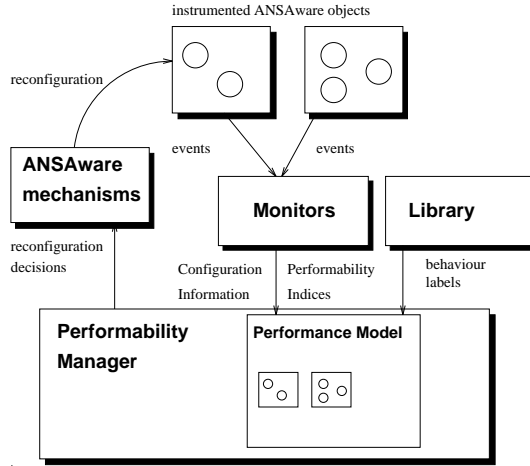 instrumented ANSAware objects
reconfiguration
events
events
ANSAware
mechanisms
Monitors
Library
reconfiguration
decisions
Configuration
Information
Performability
Indices
behaviour
labels
Performability
Manager
Performance Model